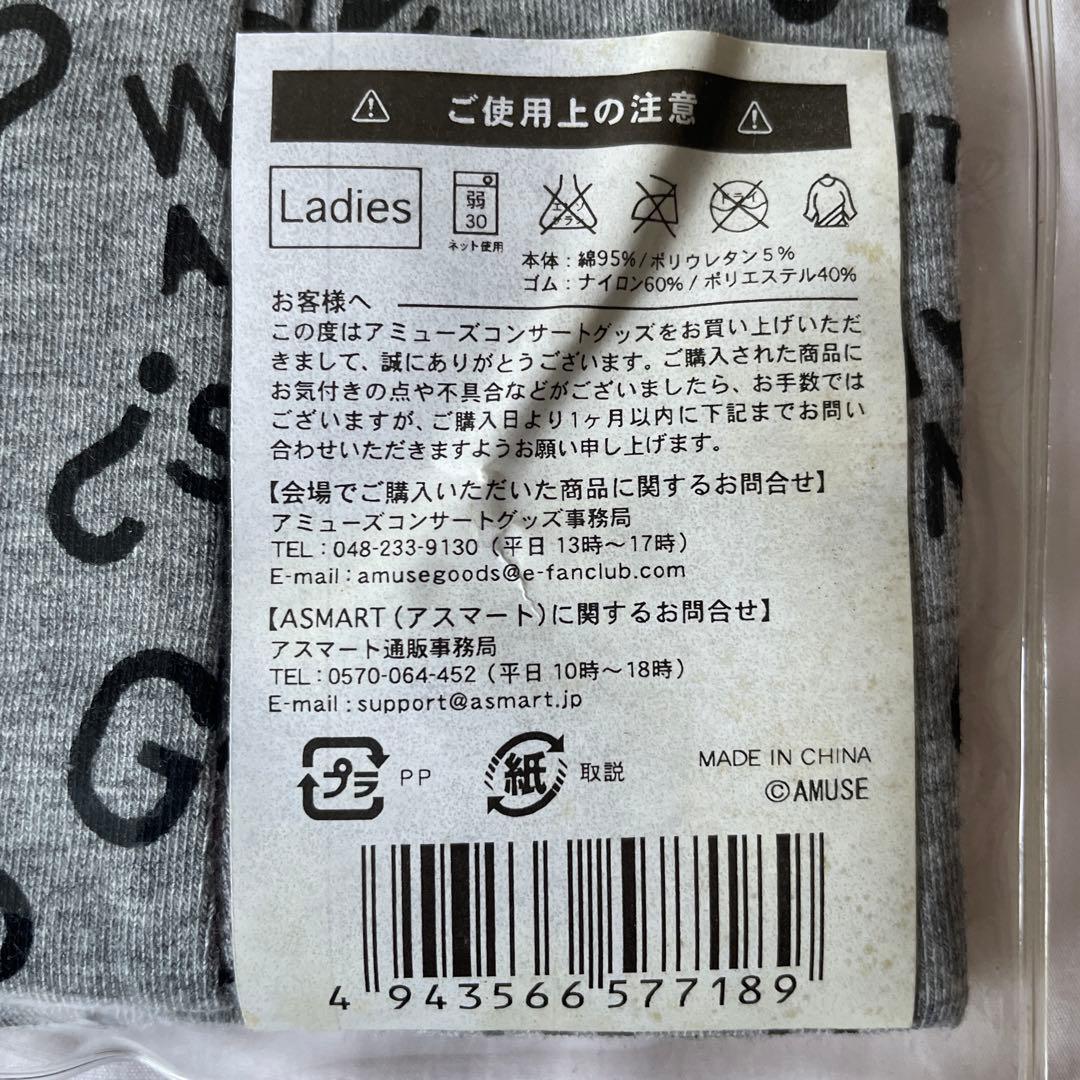 W
A
S
G
ご使用上の注意
Ladies
弱
30
ネット使用
エンソ
サラシ
ドライ
本体：綿95%/ポリウレタン5%
ゴム：ナイロン60%/ポリエステル40%
お客様へ
この度はアミューズコンサートグッズをお買い上げいただ
きまして、誠にありがとうございます。ご購入された商品に
お気付きの点や不具合などがございましたら、お手数では
ございますが、ご購入日より1ヶ月以内に下記までお問い
合わせいただきますようお願い申し上げます。
【会場でご購入いただいた商品に関するお問合せ】
アミューズコンサートグッズ事務局
TEL：048-233-9130（平日 13時〜17時）
E-mail：amusegoods@e-fanclub.com
【ASMART（アスマート）に関するお問合せ】
アスマート通販事務局
TEL：0570-064-452（平日 10時〜18時）
E-mail：support@asmart.jp
プラ PP 紙 取説
MADE IN CHINA
©AMUSE
4 943566 577189